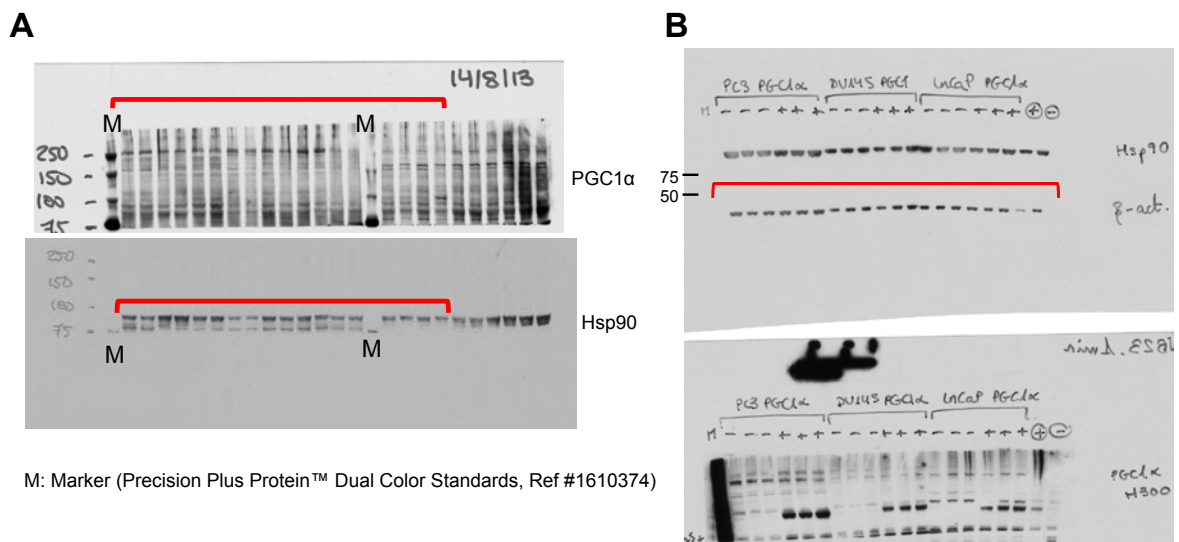 A
14/8/13
M M
250 -
150 -
100 -
75 -
PGC1α
250 -
150 -
100 -
75 -
Hsp90
M
M
M: Marker (Precision Plus Protein™ Dual Color Standards, Ref #1610374)
B
PC3 PGC1α DU145 PGC1 LnCaP PGC1α
M - - - + + + - - - + + + - - - + + + ⊕ ⊖
Hsp90
75
50
β-act.
1min
PC3 PGC1α DU145 PGC1α LnCaP PGC1α
M - - - + + + - - - + + + - - - + + + ⊕ ⊖
PGC1α
H300